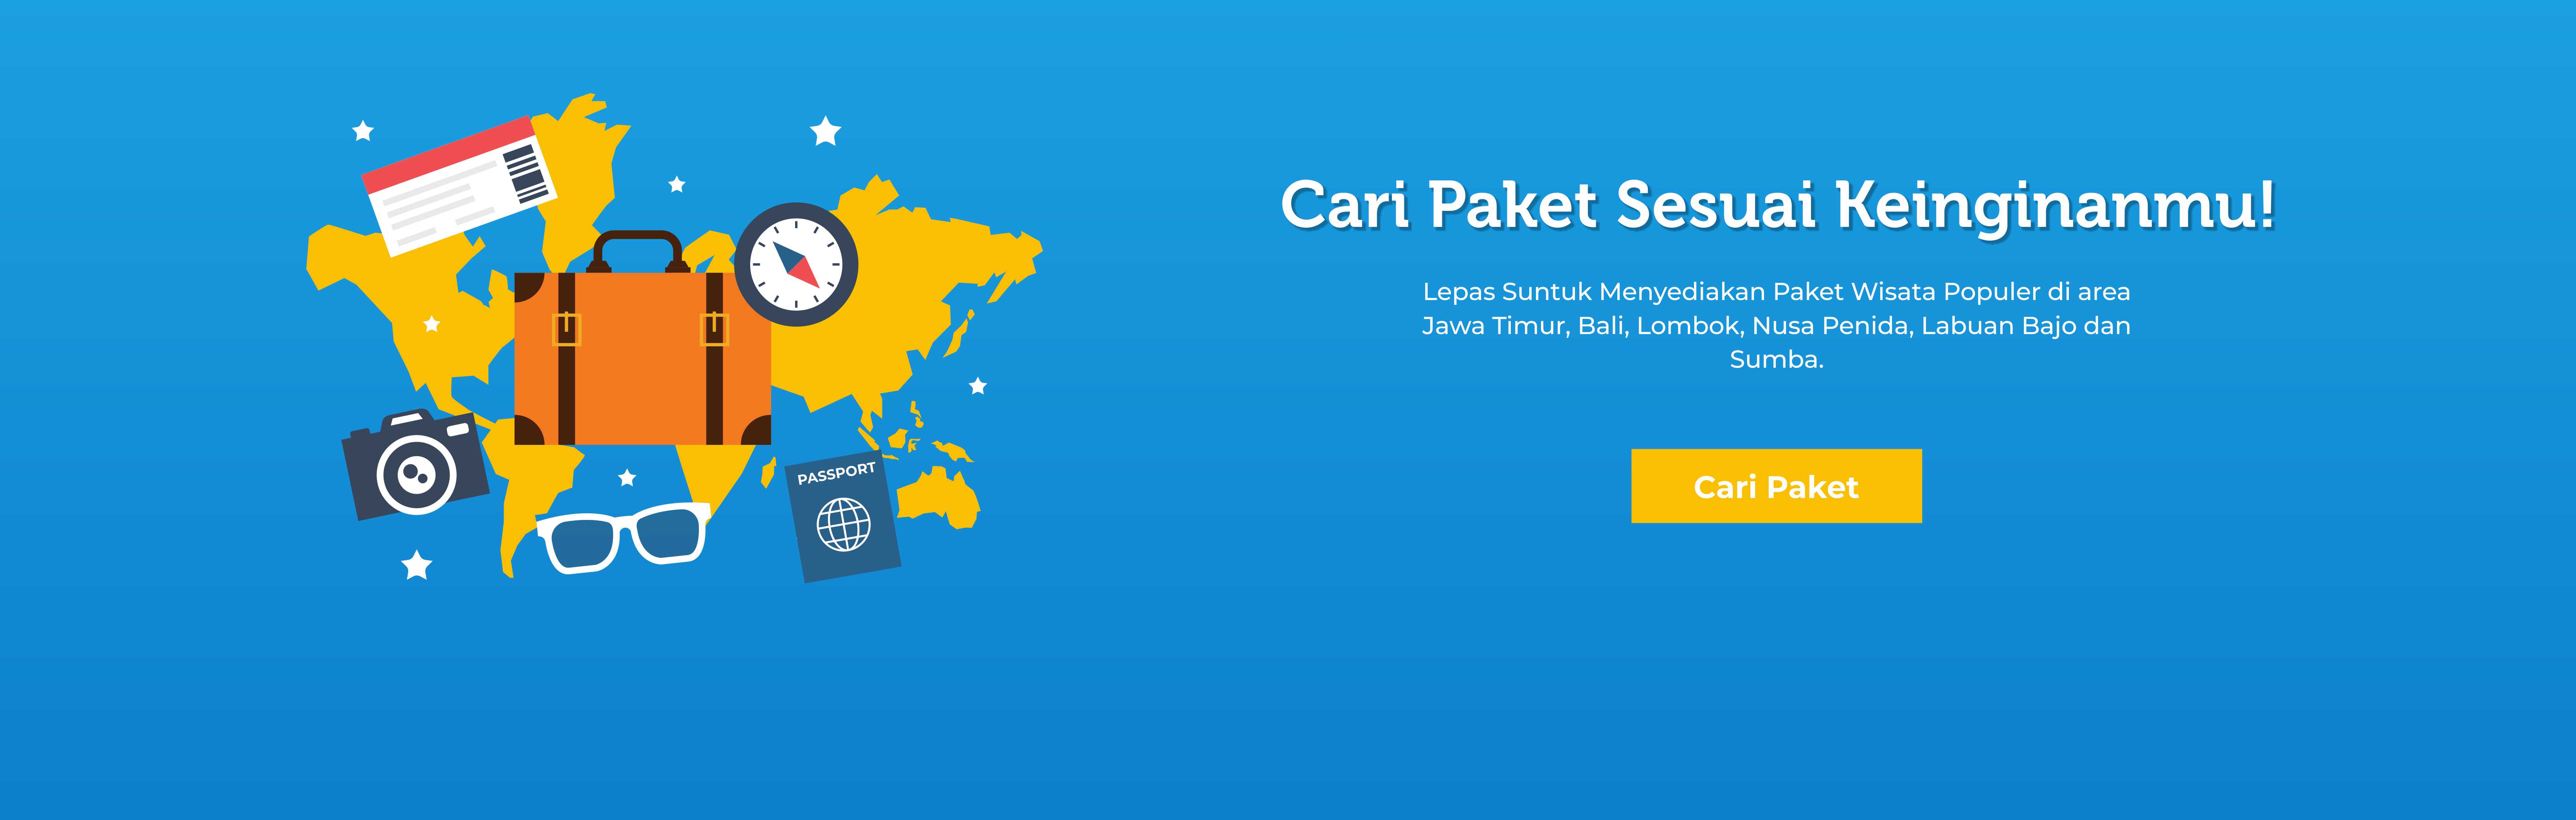 PASSPORT
Cari Paket Sesuai Keinginanmu!
Lepas Suntuk Menyediakan Paket Wisata Populer di area
Jawa Timur, Bali, Lombok, Nusa Penida, Labuan Bajo dan
Sumba.
Cari Paket